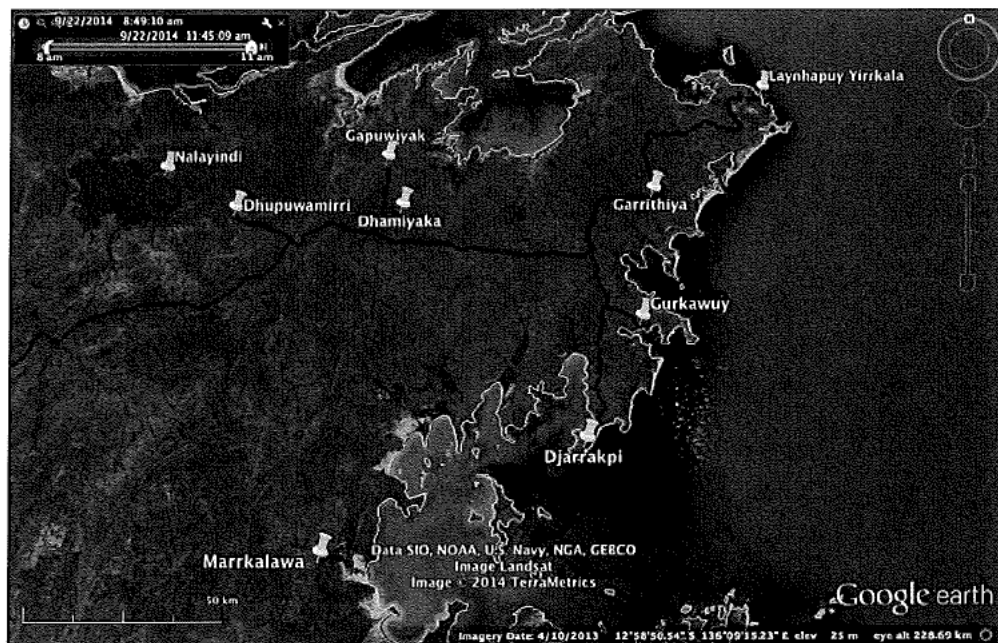 9/22/2014 8:49:10 am
9/22/2014 11:45:09 am
8 am
11 am
Laynhapuy Yirrkala
Gapuwiyak
Nalayindi
Dhupuwamirri
Dhamiyaka
Garrithiya
Gurkawuy
Djarrakpi
Marrkalawa
Data SIO, NOAA, U.S. Navy, NGA, GEBCO
Image Landsat
Image © 2014 TerraMetrics
50 km
Google earth
Imagery Date: 4/10/2013 12°58'50.54" S 136°09'15.23" E elev 25 m eye alt 228.69 km